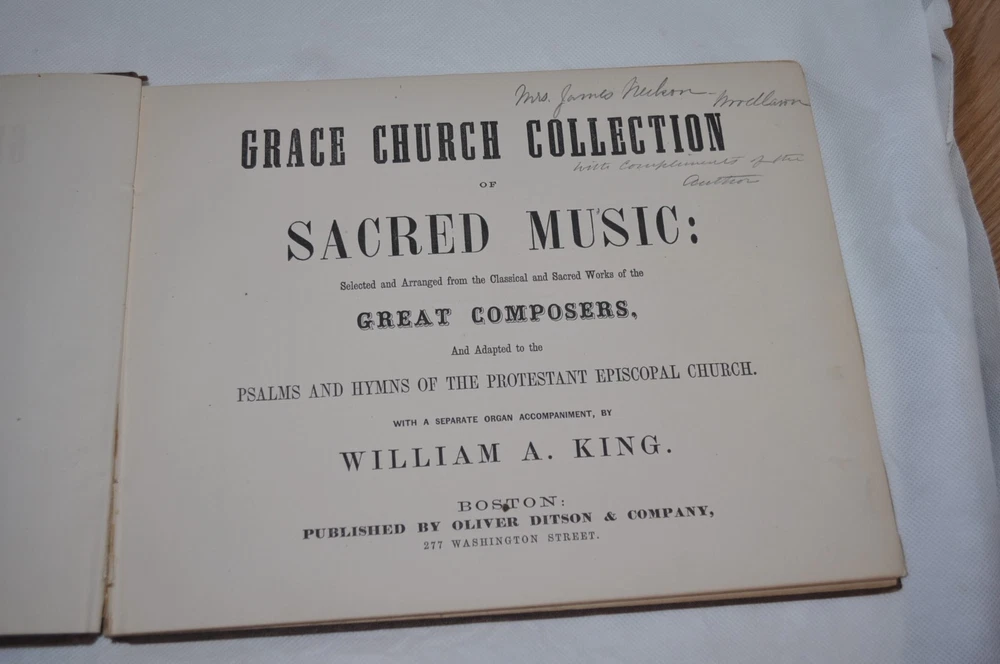 Mrs. James Neilson - Woodlawn
GRACE CHURCH COLLECTION
with compliments of the
Author
OF
SACRED MUSIC:
Selected and Arranged from the Classical and Sacred Works of the
GREAT COMPOSERS,
And Adapted to the
PSALMS AND HYMNS OF THE PROTESTANT EPISCOPAL CHURCH.
WITH A SEPARATE ORGAN ACCOMPANIMENT, BY
WILLIAM A. KING.
BOSTON:
PUBLISHED BY OLIVER DITSON & COMPANY,
277 WASHINGTON STREET.